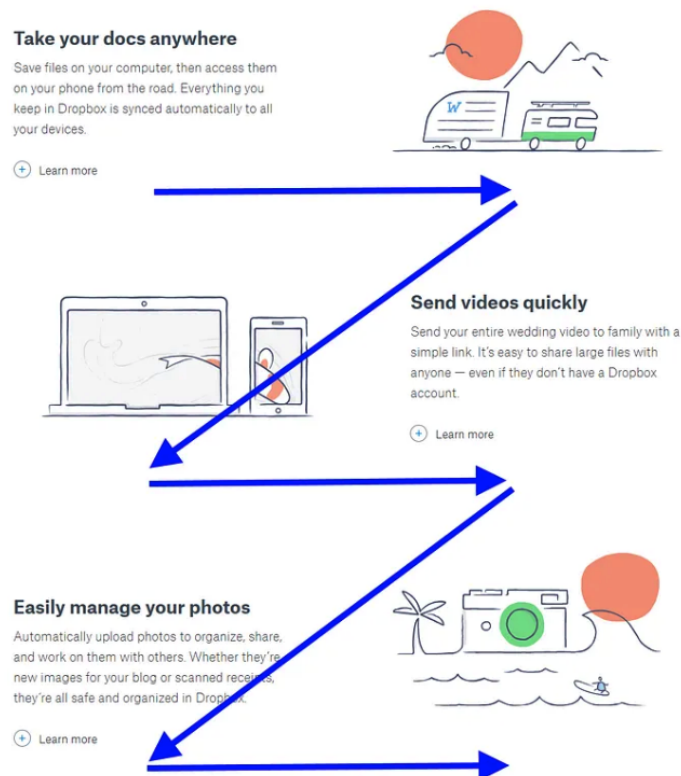 Take your docs anywhere
Save files on your computer, then access them
on your phone from the road. Everything you
keep in Dropbox is synced automatically to all
your devices.
Learn more
W
Send videos quickly
Send your entire wedding video to family with a
simple link. It's easy to share large files with
anyone — even if they don't have a Dropbox
account.
Learn more
Easily manage your photos
Automatically upload photos to organize, share,
and work on them with others. Whether they're
new images for your blog or scanned receipts,
they're all safe and organized in Dropbox.
Learn more